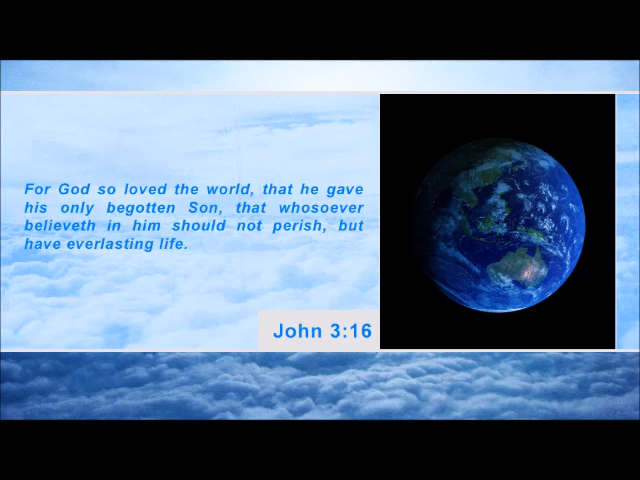 For God so loved the world, that he gave
his only begotten Son, that whosoever
believeth in him should not perish, but
have everlasting life.
John 3:16